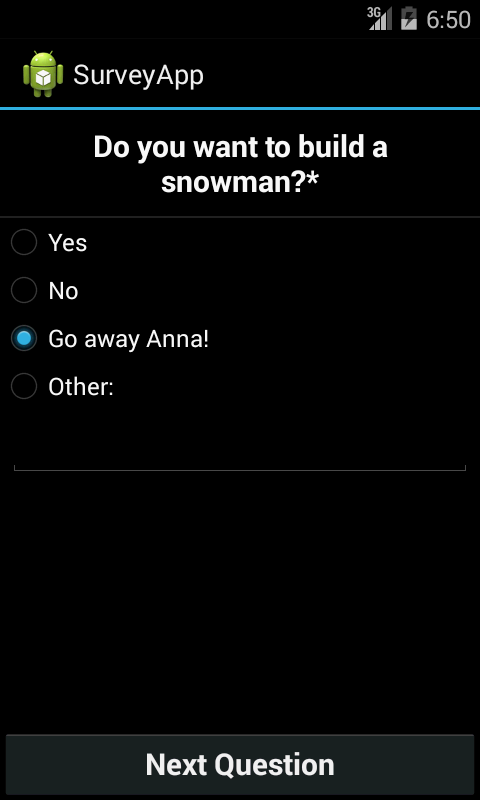 3G 6:50
SurveyApp
Do you want to build a
snowman?*
Yes
No
Go away Anna!
Other:
Next Question